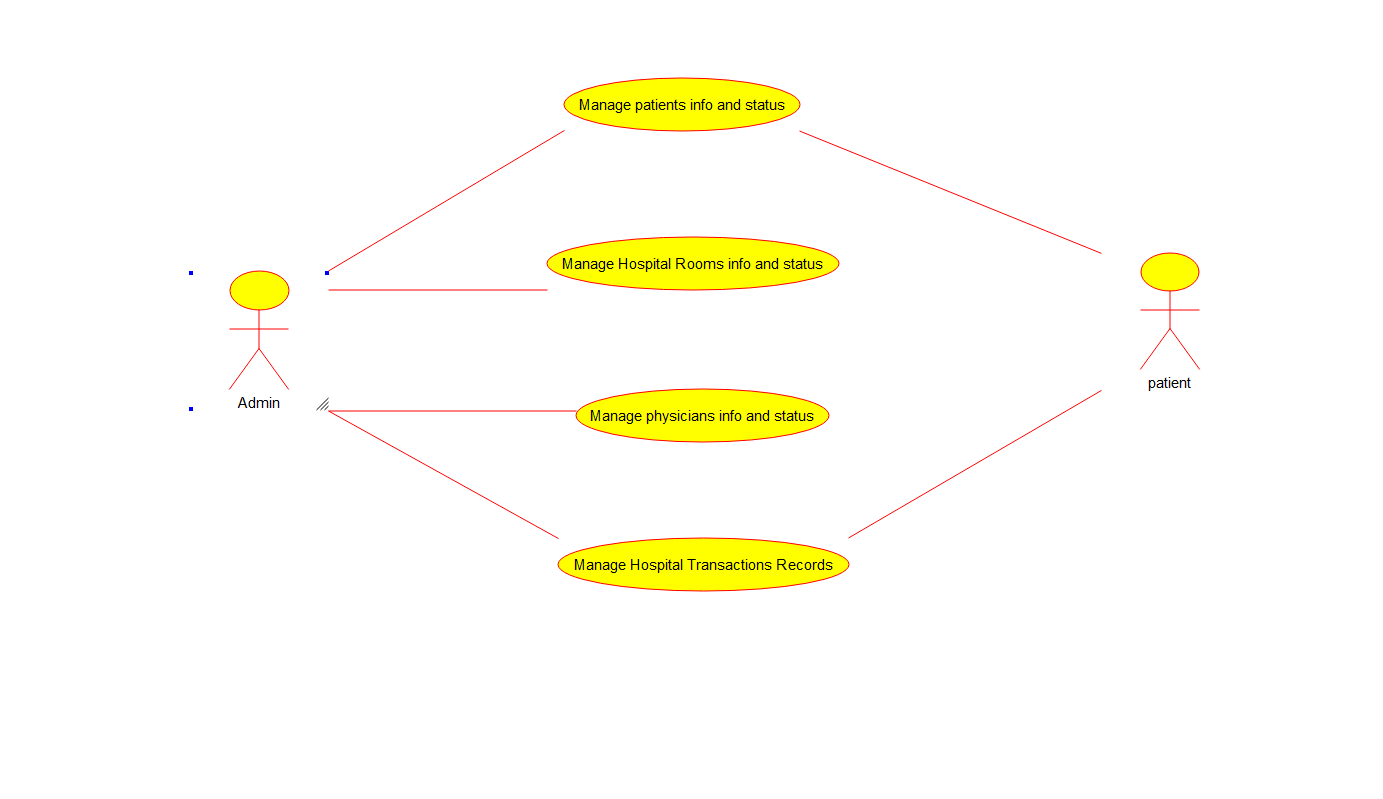 Manage patients info and status
Manage Hospital Rooms info and status
Admin
patient
Manage physicians info and status
Manage Hospital Transactions Records